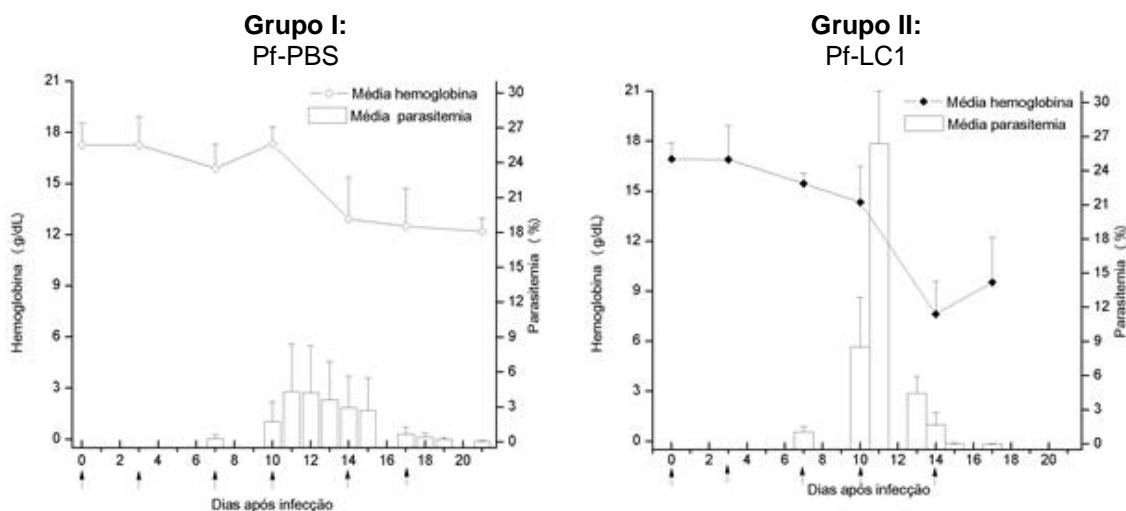 Grupo I:
Pf-PBS
Média hemoglobina
Média parasitemia
Hemoglobina (g/dL)
21
18
15
12
9
6
3
0
Parasitemia (%)
30
27
24
21
18
15
12
9
6
3
0
0 2 4 6 8 10 12 14 16 18 20
Dias após infecção
Grupo II:
Pf-LC1
Média hemoglobina
Média parasitemia
Hemoglobina (g/dL)
21
18
15
12
9
6
3
0
Parasitemia (%)
30
27
24
21
18
15
12
9
6
3
0
0 2 4 6 8 10 12 14 16 18 20
Dias após infecção